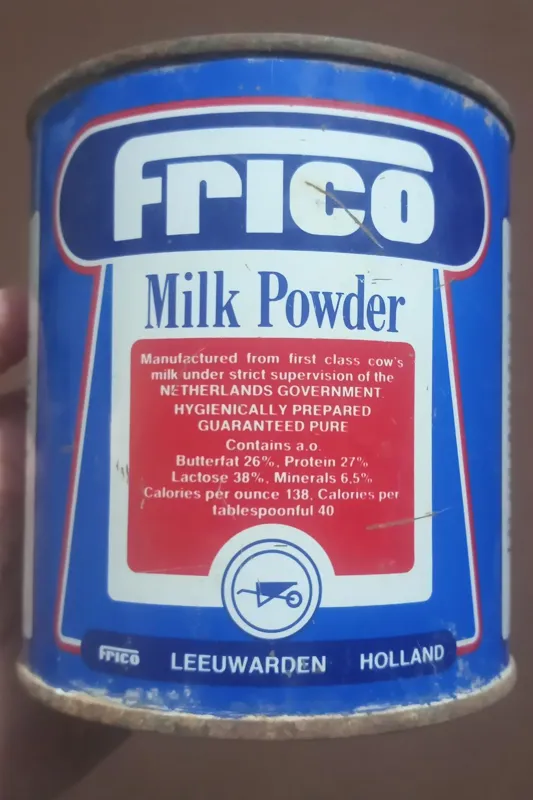 Frico
Milk Powder
Manufactured from first class cow's
milk under strict supervision of the
NETHERLANDS GOVERNMENT.
HYGIENICALLY PREPARED
GUARANTEED PURE
Contains a.o.
Butterfat 26%, Protein 27%
Lactose 38%, Minerals 6,5%
Calories per ounce 138, Calories per
tablespoonful 40
Frico LEEUWARDEN HOLLAND